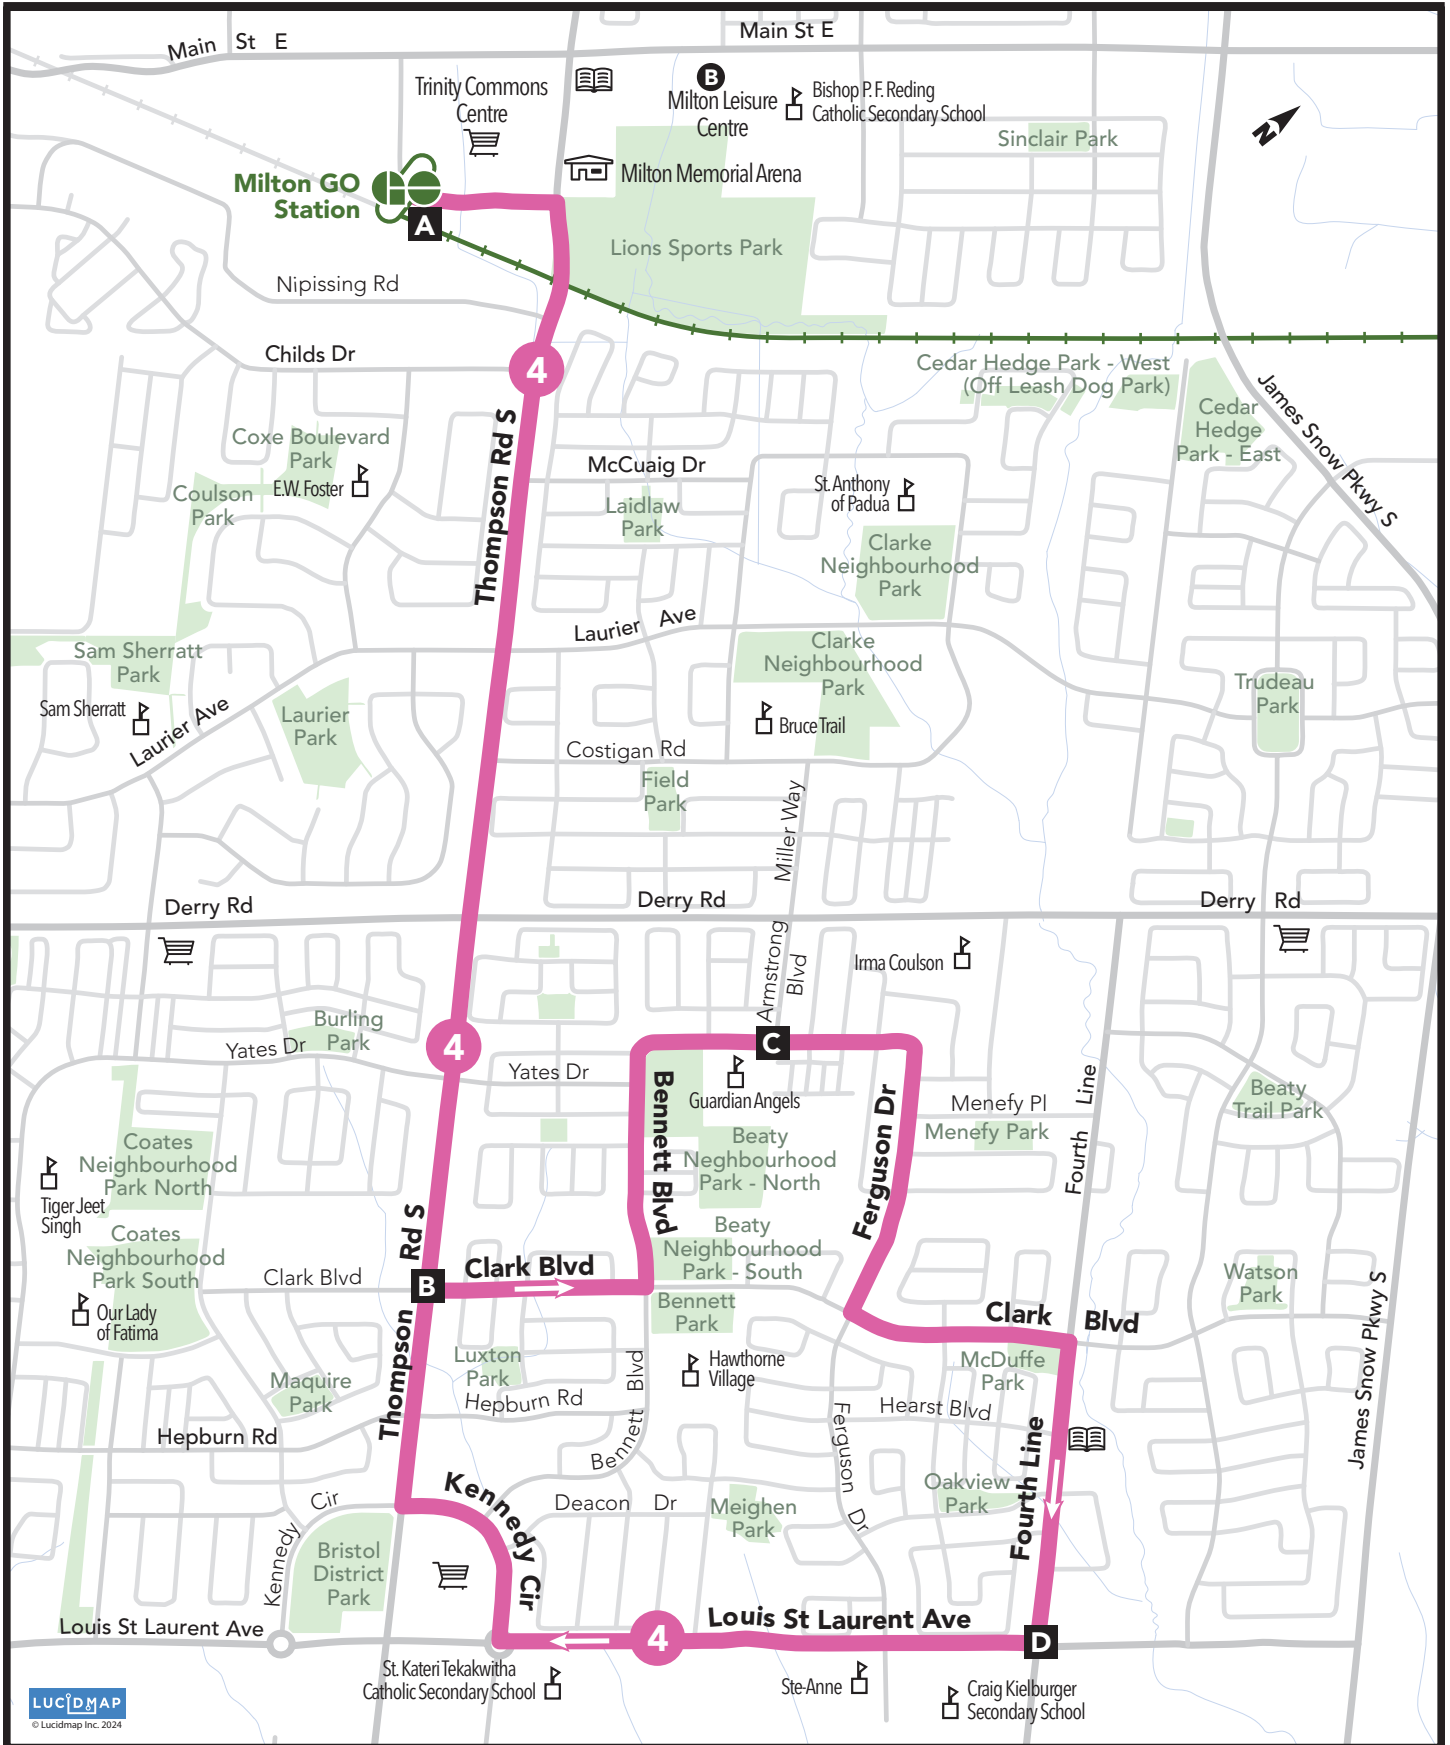 Main St E
Main St E
Trinity Commons
Centre
B
Milton Leisure
Centre
Bishop P. F. Reding
Catholic Secondary School
Sinclair Park
N
Milton GO
Station
A
Milton Memorial Arena
Lions Sports Park
Nipissing Rd
Childs Dr
4
Cedar Hedge Park - West
(Off Leash Dog Park)
Cedar
Hedge
Park - East
James Snow Pkwy S
Thompson Rd S
Coxe Boulevard
Park
E.W. Foster
Coulson
Park
McCuaig Dr
Laidlaw
Park
St. Anthony
of Padua
Clarke
Neighbourhood
Park
Laurier Ave
Clarke
Neighbourhood
Park
Sam Sherratt
Park
Sam Sherratt
Laurier Ave
Laurier
Park
Bruce Trail
Trudeau
Park
Costigan Rd
Field
Park
Miller Way
Derry Rd
Derry Rd
Derry Rd
Armstrong
Blvd
Irma Coulson
Burling
Park
Yates Dr
4
Yates Dr
C
Guardian Angels
Bennett Blvd
Ferguson Dr
Menefy Pl
Menefy Park
Fourth Line
Beaty
Trail Park
Coates
Neighbourhood
Park North
Tiger Jeet
Singh
Beaty
Neghbourhood
Park - North
Coates
Neighbourhood
Park South
Our Lady
of Fatima
Beaty
Neighbourhood
Park - South
Thompson Rd S
Clark Blvd
B
Clark Blvd
Bennett
Park
Clark Blvd
Watson
Park
James Snow Pkwy S
Luxton
Park
Hawthorne
Village
McDuffe
Park
Maquire
Park
Hepburn Rd
Bennett Blvd
Hearst Blvd
Ferguson Dr
Hepburn Rd
Fourth Line
Kennedy Cir
Kennedy Cir
Deacon Dr
Meighen
Park
Oakview
Park
Bristol
District
Park
Louis St Laurent Ave
4
Louis St Laurent Ave
D
St. Kateri Tekakwitha
Catholic Secondary School
Ste-Anne
Craig Kielburger
Secondary School
LUCIDMAP
© Lucidmap Inc. 2024